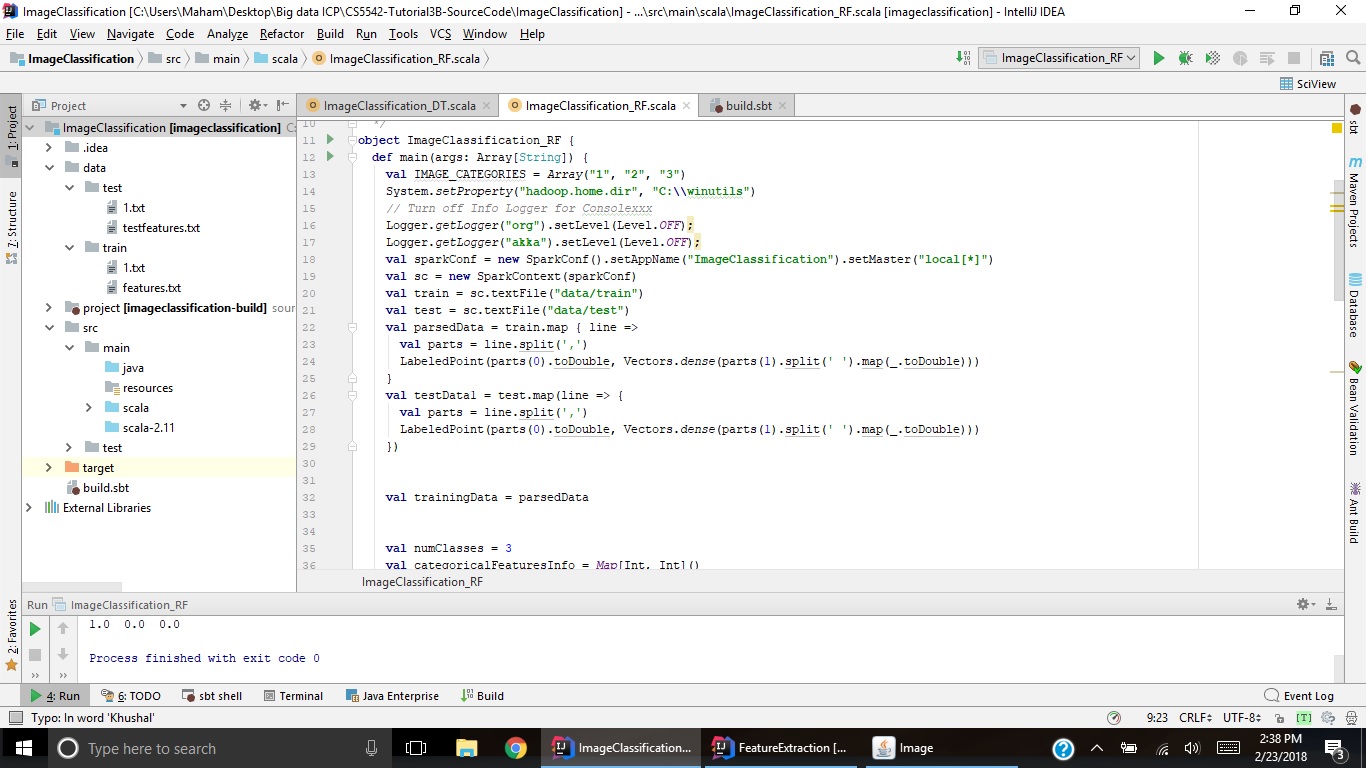 ImageClassification [C:\Users\Maham\Desktop\Big data ICP\CS5542-Tutorial3B-SourceCode\ImageClassification] - ...\src\main\scala\ImageClassification_RF.scala [imageclassification] - IntelliJ IDEA
File Edit View Navigate Code Analyze Refactor Build Run Tools VCS Window Help
ImageClassification src main scala ImageClassification_RF.scala
ImageClassification_RF
SciView
Project
ImageClassification_DT.scala
ImageClassification_RF.scala
build.sbt
1: Project
7: Structure
2: Favorites
ImageClassification [imageclassification] C:
.idea
data
test
1.txt
testfeatures.txt
train
1.txt
features.txt
project [imageclassification-build] sour
src
main
java
resources
scala
scala-2.11
test
target
build.sbt
External Libraries
10 */
11 object ImageClassification_RF {
12 def main(args: Array[String]) {
13 val IMAGE_CATEGORIES = Array("1", "2", "3")
14 System.setProperty("hadoop.home.dir", "C:\\winutils")
15 // Turn off Info Logger for Consolexxx
16 Logger.getLogger("org").setLevel(Level.OFF);
17 Logger.getLogger("akka").setLevel(Level.OFF);
18 val sparkConf = new SparkConf().setAppName("ImageClassification").setMaster("local[*]")
19 val sc = new SparkContext(sparkConf)
20 val train = sc.textFile("data/train")
21 val test = sc.textFile("data/test")
22 val parsedData = train.map { line =>
23 val parts = line.split(',')
24 LabeledPoint(parts(0).toDouble, Vectors.dense(parts(1).split(' ').map(_.toDouble)))
25 }
26 val testData1 = test.map(line => {
27 val parts = line.split(',')
28 LabeledPoint(parts(0).toDouble, Vectors.dense(parts(1).split(' ').map(_.toDouble)))
29 })
30
31
32 val trainingData = parsedData
33
34
35 val numClasses = 3
36 val categoricalFeaturesInfo = Map[Int, Int]()
ImageClassification_RF
sbt
Maven Projects
Database
Bean Validation
Ant Build
Run ImageClassification_RF
1.0 0.0 0.0
Process finished with exit code 0
4: Run 6: TODO sbt shell Terminal Java Enterprise Build Event Log
Typo: In word 'Khushal' 9:23 CRLF UTF-8 [T]
Type here to search
ImageClassification...
FeatureExtraction [...
Image
2:38 PM
2/23/2018
3